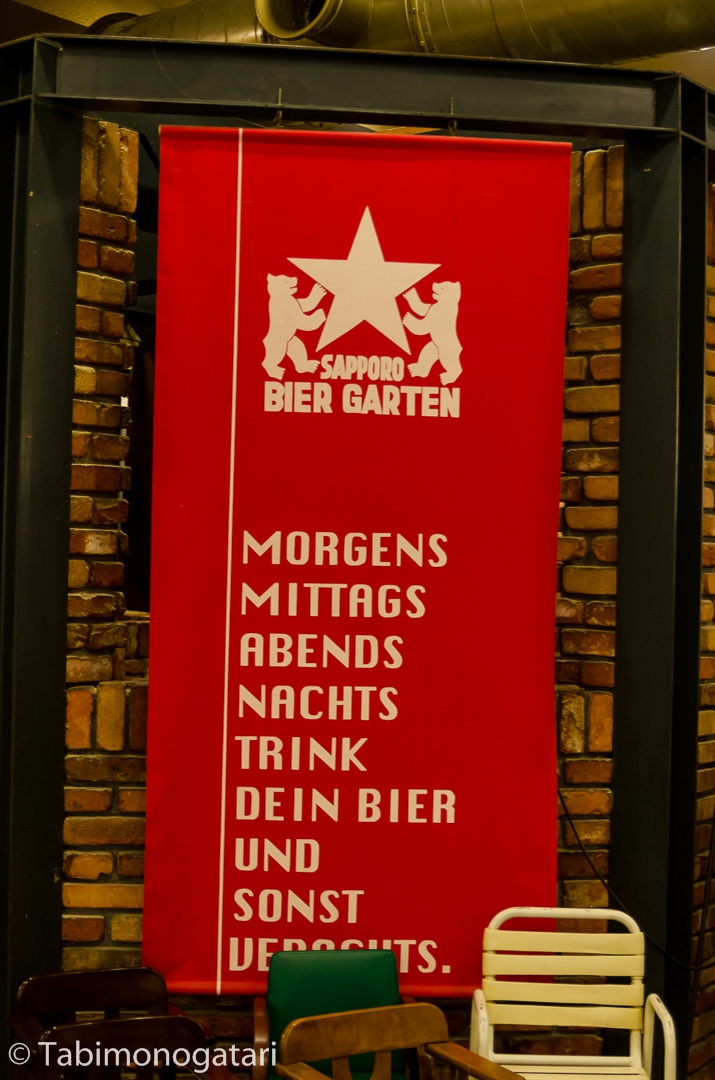 SAPPORO
BIER GARTEN
MORGENS
MITTAGS
ABENDS
NACHTS
TRINK
DEIN BIER
UND
SONST
© Tabimonogatari